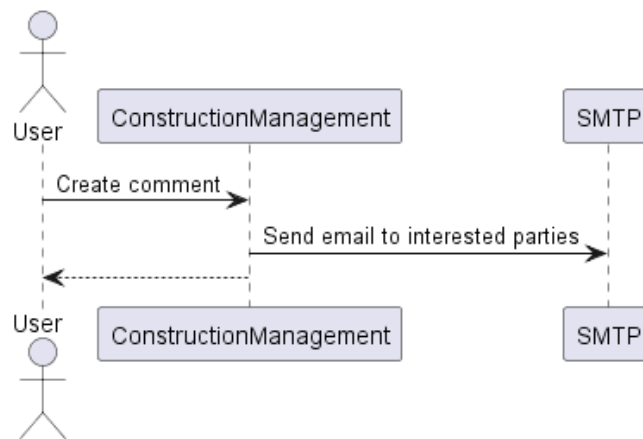 User
ConstructionManagement
SMTP
Create comment
Send email to interested parties
User
ConstructionManagement
SMTP